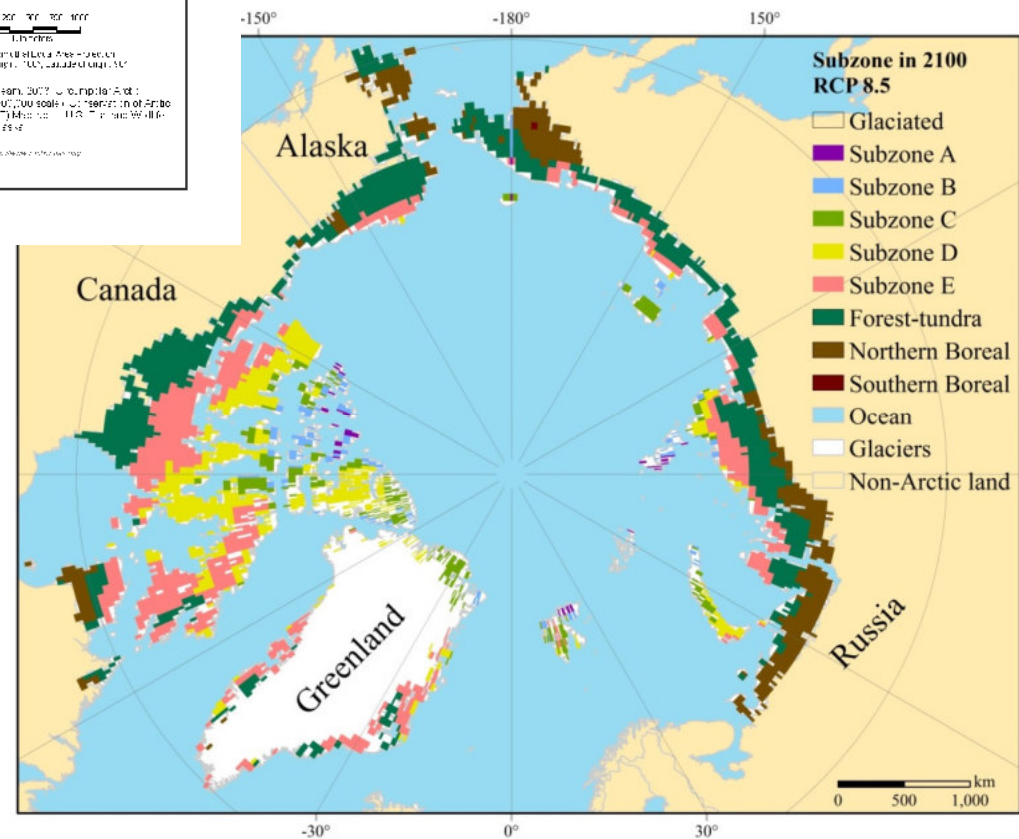 -150°
-180°
150°
Subzone in 2100
RCP 8.5
Glaciated
Subzone A
Subzone B
Subzone C
Subzone D
Subzone E
Forest-tundra
Northern Boreal
Southern Boreal
Ocean
Glaciers
Non-Arctic land
Alaska
Canada
Greenland
Russia
km
0 500 1,000
-30°
0°
30°